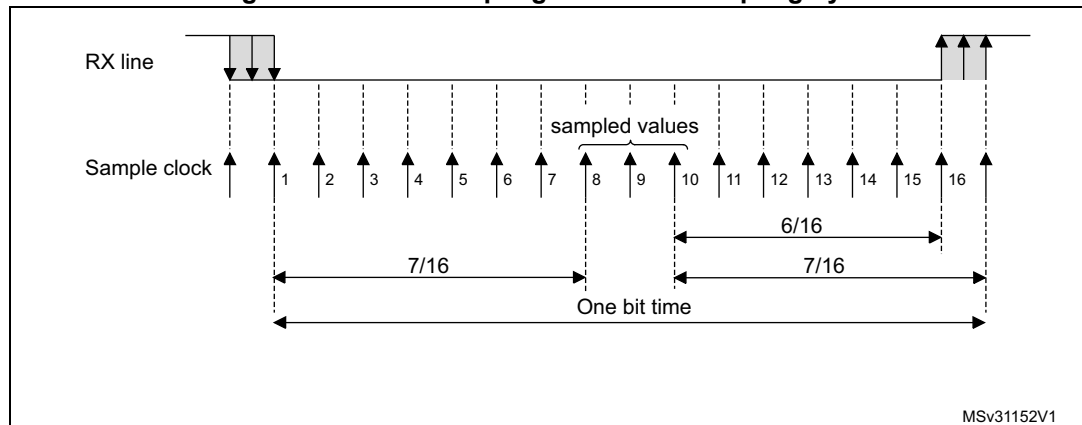 RX line
sampled values
Sample clock
1 2 3 4 5 6 7 8 9 10 11 12 13 14 15 16
6/16
7/16 7/16
One bit time
MSv31152V1